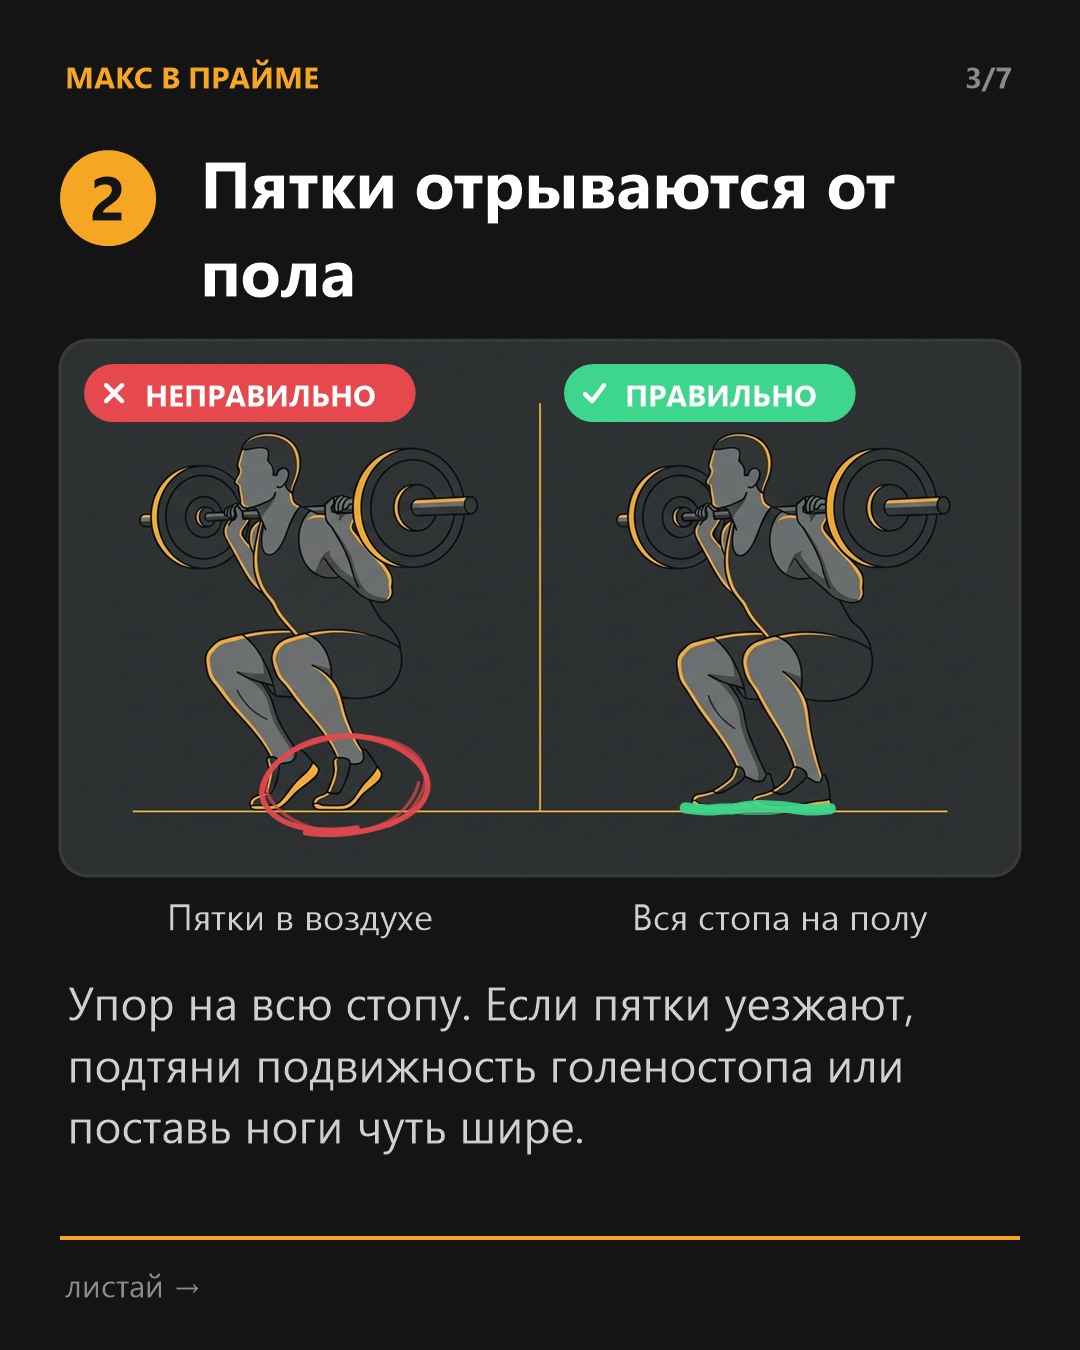 МАКС В ПРАЙМЕ
3/7
2
Пятки отрываются от
пола
НЕПРАВИЛЬНО
ПРАВИЛЬНО
Пятки в воздухе
Вся стопа на полу
Упор на всю стопу. Если пятки уезжают,
подтяни подвижность голеностопа или
поставь ноги чуть шире.
листай →